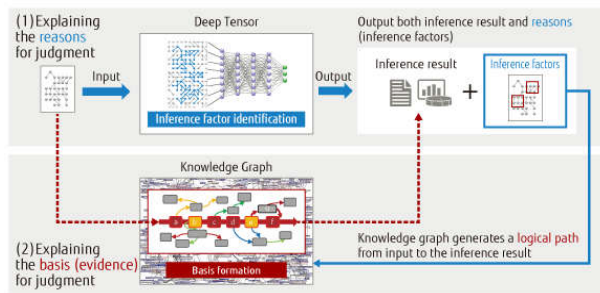 (1) Explaining
the reasons
for judgment
Deep Tensor
Input
Inference factor identification
Output
Output both inference result and reasons
(inference factors)
Inference result
+
Inference factors
Knowledge Graph
Basis formation
(2) Explaining
the basis (evidence)
for judgment
Knowledge graph generates a logical path
from input to the inference result